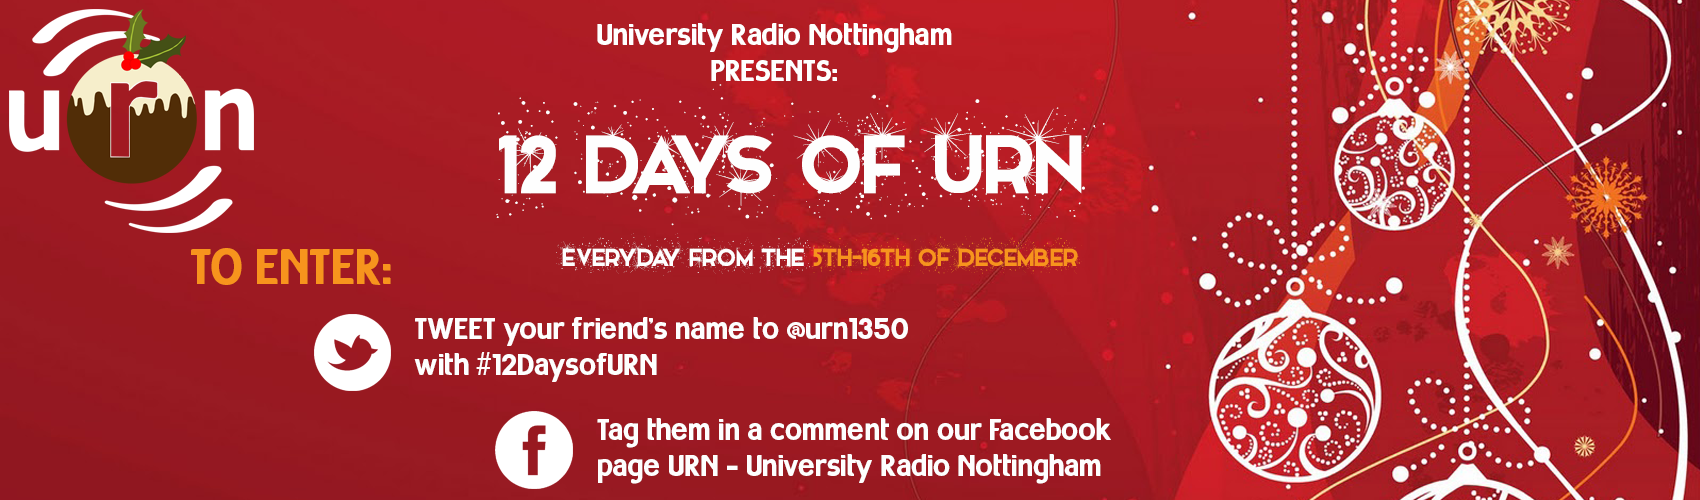 urn
University Radio Nottingham
PRESENTS:
12 DAYS OF URN
EVERYDAY FROM THE 5TH-16TH OF DECEMBER
TO ENTER:
TWEET your friend's name to @urn1350
with #12DaysofURN
Tag them in a comment on our Facebook
page URN - University Radio Nottingham